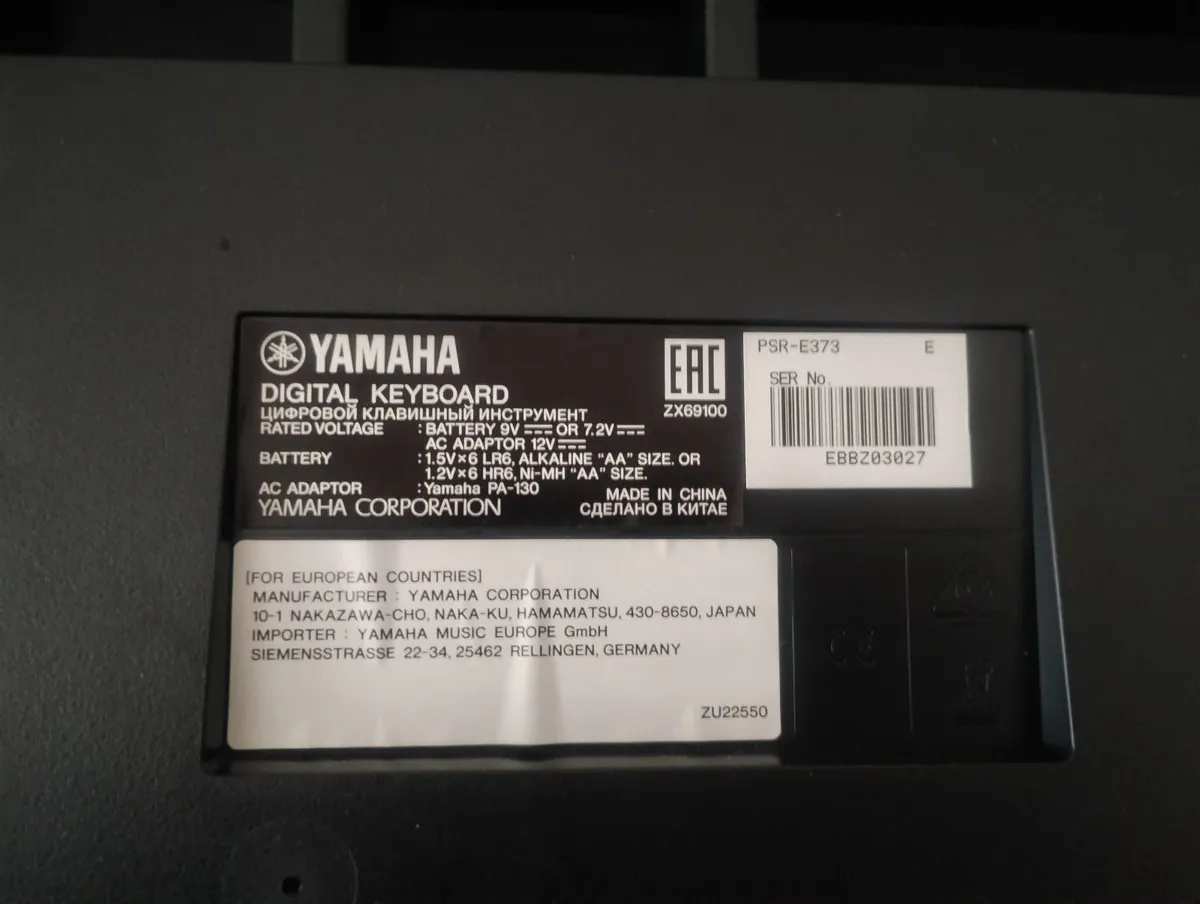 YAMAHA
DIGITAL KEYBOARD
ЦИФРОВОЙ КЛАВИШНЫЙ ИНСТРУМЕНТ
RATED VOLTAGE : BATTERY 9V ⎓ OR 7.2V ⎓
AC ADAPTOR 12V ⎓
BATTERY : 1.5V×6 LR6, ALKALINE “AA” SIZE. OR
1.2V×6 HR6, Ni-MH “AA” SIZE.
AC ADAPTOR : Yamaha PA-130
YAMAHA CORPORATION
EAC
ZX69100
MADE IN CHINA
СДЕЛАНО В КИТАЕ
PSR-E373 E
SER No.
EBBZ03027
[FOR EUROPEAN COUNTRIES]
MANUFACTURER : YAMAHA CORPORATION
10-1 NAKAZAWA-CHO, NAKA-KU, HAMAMATSU, 430-8650, JAPAN
IMPORTER : YAMAHA MUSIC EUROPE GmbH
SIEMENSSTRASSE 22-34, 25462 RELLINGEN, GERMANY
ZU22550
CE